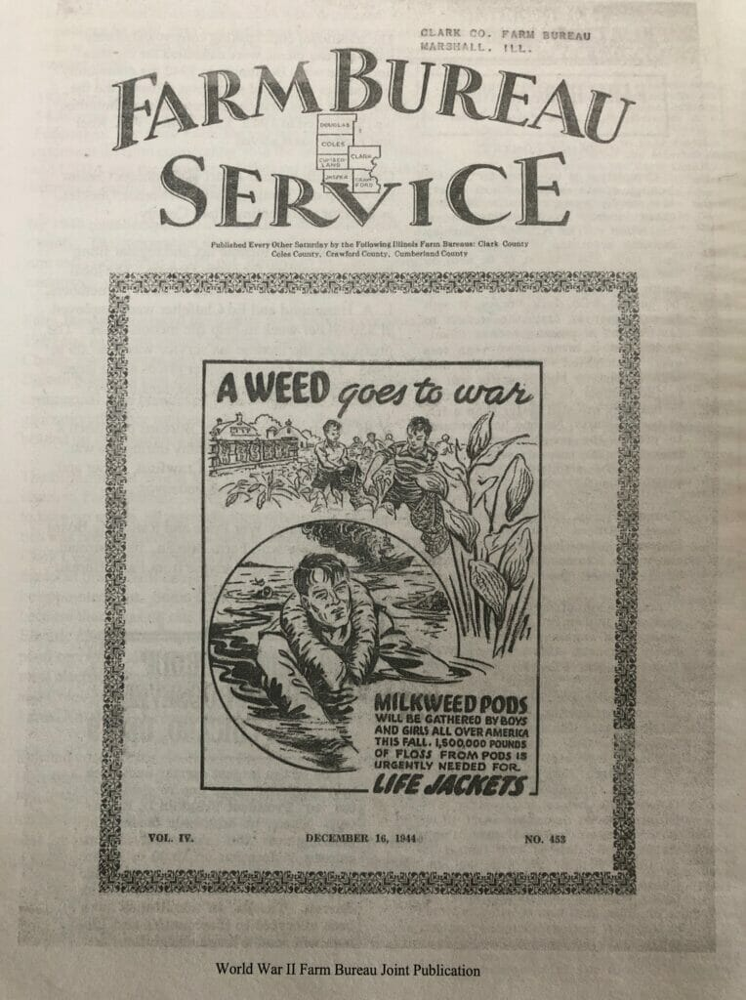 CLARK CO. FARM BUREAU
MARSHALL, ILL.
FARM BUREAU
DOUGLAS
COLES
CUMBER-
LAND
CLARK
JASPER
CRAW-
FORD
SERVICE
Published Every Other Saturday by the Following Illinois Farm Bureaus: Clark County
Coles County, Crawford County, Cumberland County
A WEED goes to war
MILKWEED PODS
WILL BE GATHERED BY BOYS
AND GIRLS ALL OVER AMERICA
THIS FALL. 1,500,000 POUNDS
OF FLOSS FROM PODS IS
URGENTLY NEEDED FOR
LIFE JACKETS
VOL. IV. DECEMBER 16, 1944 NO. 453
World War II Farm Bureau Joint Publication